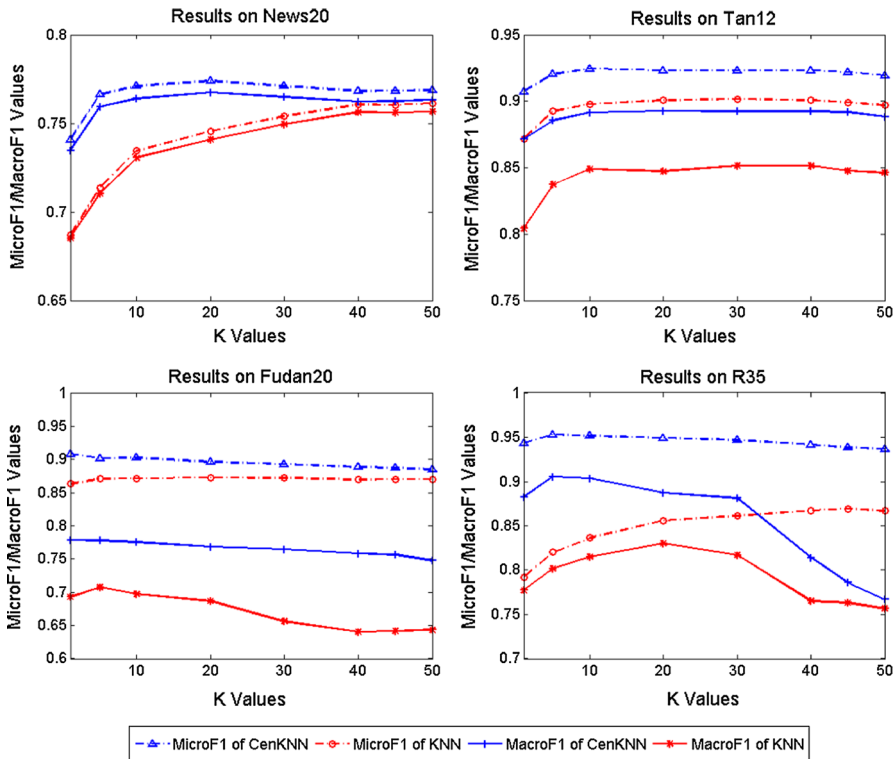 Results on News20
MicroF1/MacroF1 Values
0.8
0.75
0.7
0.65
10
20
30
40
50
K Values
Results on Tan12
MicroF1/MacroF1 Values
0.95
0.9
0.85
0.8
0.75
10
20
30
40
50
K Values
Results on Fudan20
MicroF1/MacroF1 Values
1
0.95
0.9
0.85
0.8
0.75
0.7
0.65
0.6
10
20
30
40
50
K Values
Results on R35
MicroF1/MacroF1 Values
1
0.95
0.9
0.85
0.8
0.75
0.7
10
20
30
40
50
K Values
MicroF1 of CenKNN
MicroF1 of KNN
MacroF1 of CenKNN
MacroF1 of KNN